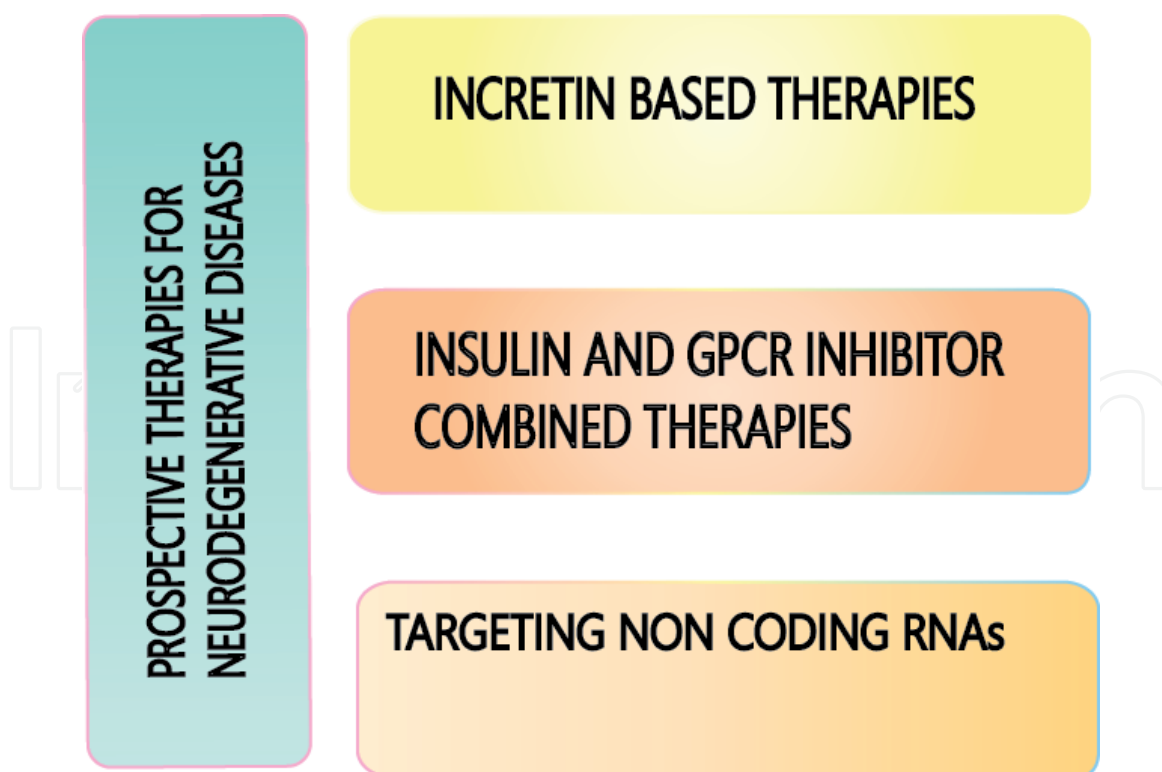 PROSPECTIVE THERAPIES FOR
NEURODEGENERATIVE DISEASES
INCRETIN BASED THERAPIES
INSULIN AND GPCR INHIBITOR
COMBINED THERAPIES
TARGETING NON CODING RNAs